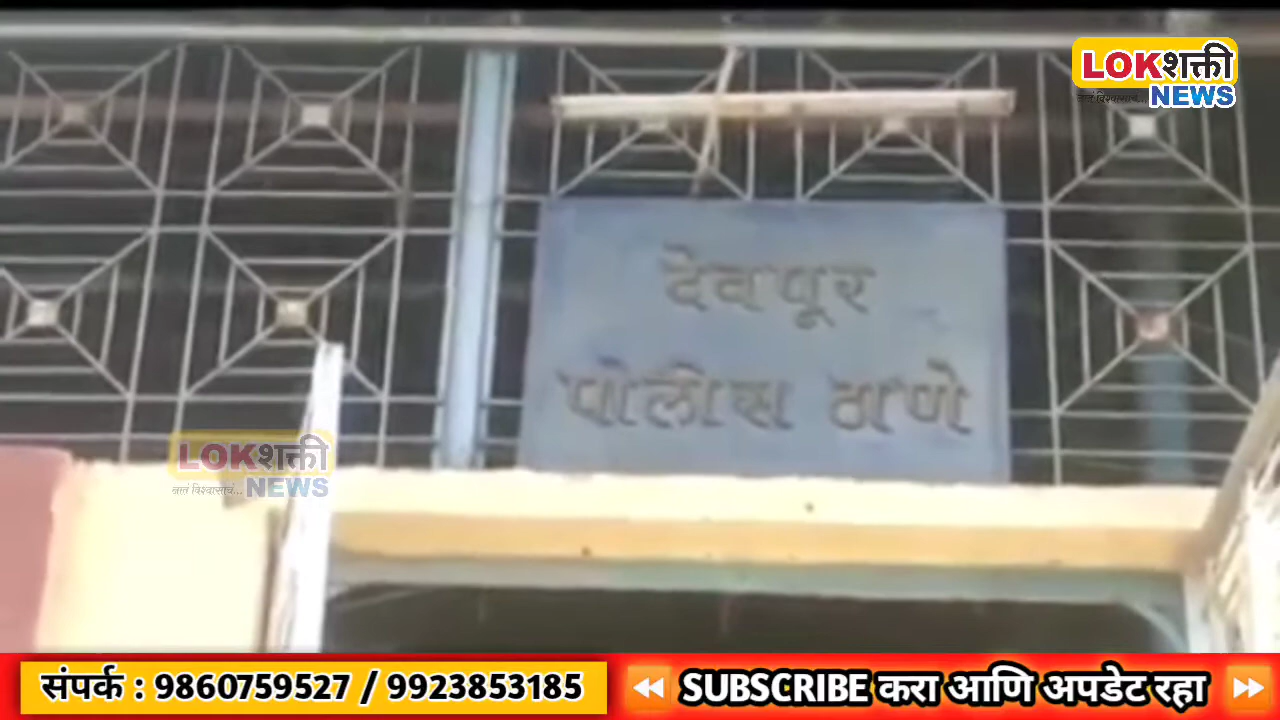 LOKशक्ती
नातं विश्वासाचं...
NEWS
देवपूर
पोलीस ठाणे
LOKशक्ती
नातं विश्वासाचं...
NEWS
संपर्क : 9860759527 / 9923853185
SUBSCRIBE करा आणि अपडेट रहा